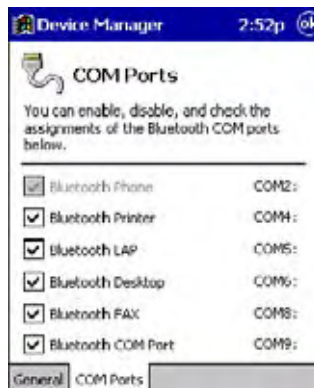 Device Manager 2:52p ok
COM Ports
You can enable, disable, and check the
assignments of the Bluetooth COM ports
below.
Bluetooth Phone COM2:
Bluetooth Printer COM4:
Bluetooth LAP COM5:
Bluetooth Desktop COM6:
Bluetooth FAX COM8:
Bluetooth COM Port COM9:
General COM Ports